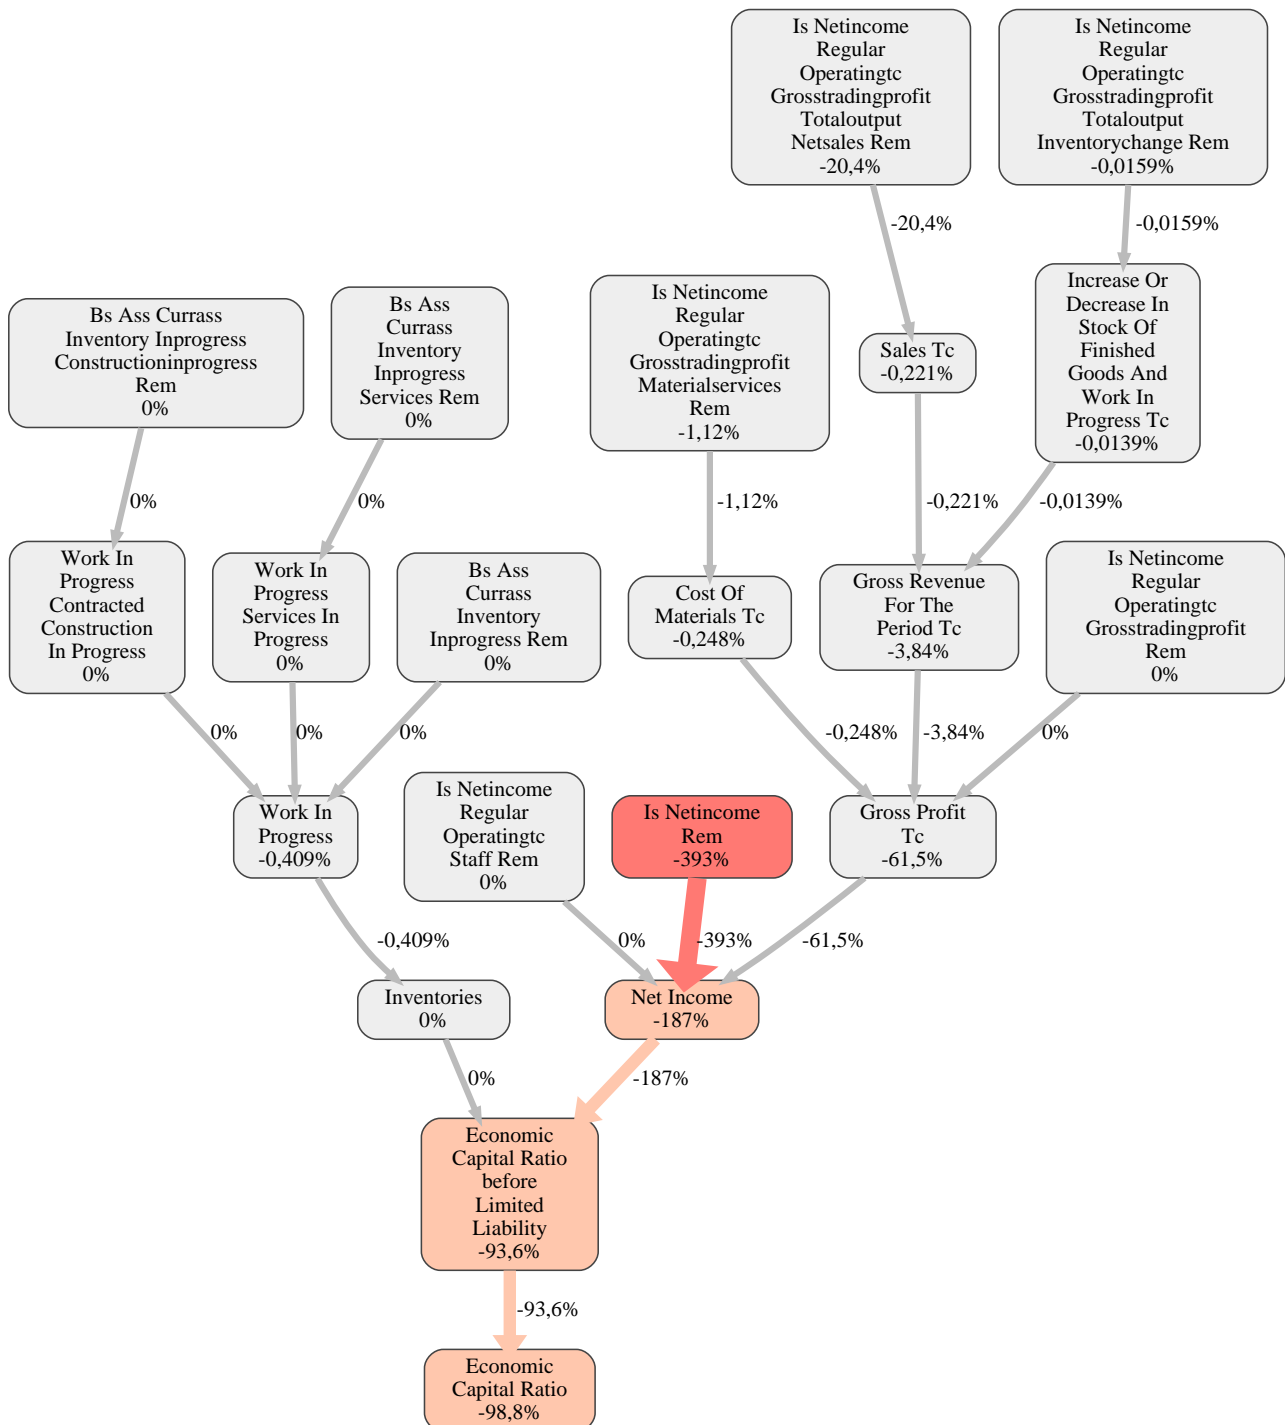 Is Netincome
Regular
Operatingtc
Grosstradingprofit
Totaloutput
Netsales Rem
-20,4%
Is Netincome
Regular
Operatingtc
Grosstradingprofit
Totaloutput
Inventorychange Rem
-0,0159%
-20,4%
-0,0159%
Bs Ass Currass
Inventory Inprogress
Constructioninprogress
Rem
0%
Bs Ass
Currass
Inventory
Inprogress
Services Rem
0%
Is Netincome
Regular
Operatingtc
Grosstradingprofit
Materialservices
Rem
-1,12%
Sales Tc
-0,221%
Increase Or
Decrease In
Stock Of
Finished
Goods And
Work In
Progress Tc
-0,0139%
0%
0%
-1,12%
-0,221%
-0,0139%
Work In
Progress
Contracted
Construction
In Progress
0%
Work In
Progress
Services In
Progress
0%
Bs Ass
Currass
Inventory
Inprogress Rem
0%
Cost Of
Materials Tc
-0,248%
Gross Revenue
For The
Period Tc
-3,84%
Is Netincome
Regular
Operatingtc
Grosstradingprofit
Rem
0%
0%
0%
0%
-0,248%
-3,84%
0%
Work In
Progress
-0,409%
Is Netincome
Regular
Operatingtc
Staff Rem
0%
Is Netincome
Rem
-393%
Gross Profit
Tc
-61,5%
-0,409%
0%
-393%
-61,5%
Inventories
0%
Net Income
-187%
0%
-187%
Economic
Capital Ratio
before
Limited
Liability
-93,6%
-93,6%
Economic
Capital Ratio
-98,8%